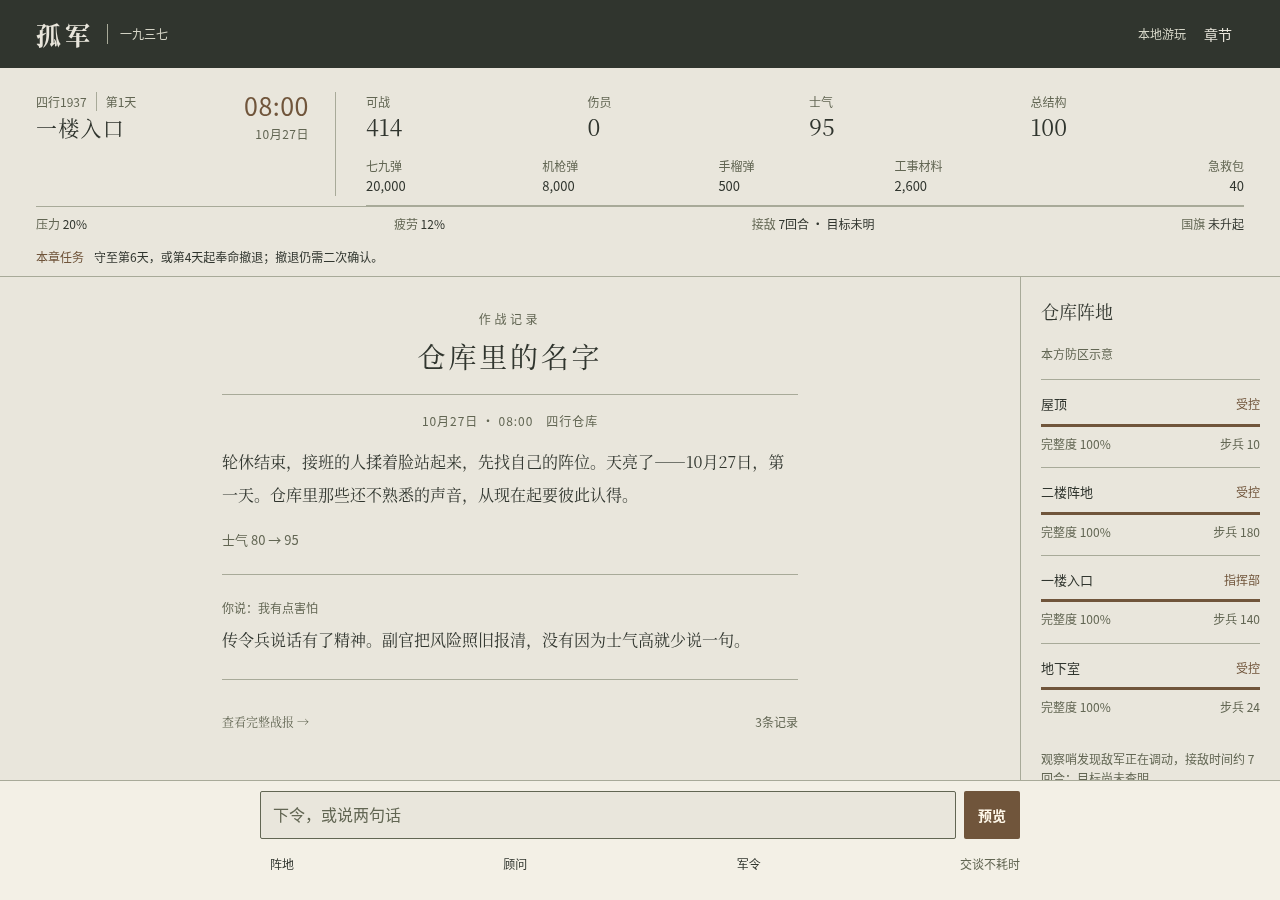 孤军 一九三七
本地游玩 章节
四行1937 第1天
一楼入口
08:00
10月27日
可战 伤员 士气 总结构
414 0 95 100
七九弹 机枪弹 手榴弹 工事材料 急救包
20,000 8,000 500 2,600 40
压力 20% 疲劳 12% 接敌 7回合 · 目标未明 国旗 未升起
本章任务 守至第6天，或第4天起奉命撤退；撤退仍需二次确认。
作战记录
仓库里的名字
10月27日 · 08:00 四行仓库
轮休结束，接班的人揉着脸站起来，先找自己的阵位。天亮了——10月27日，第
一天。仓库里那些还不熟悉的声音，从现在起要彼此认得。
士气 80 → 95
你说：我有点害怕
传令兵说话有了精神。副官把风险照旧报清，没有因为士气高就少说一句。
查看完整战报 → 3条记录
仓库阵地
本方防区示意
屋顶 受控
完整度 100% 步兵 10
二楼阵地 受控
完整度 100% 步兵 180
一楼入口 指挥部
完整度 100% 步兵 140
地下室 受控
完整度 100% 步兵 24
观察哨发现敌军正在调动，接敌时间约 7
回合；目标尚未查明
下令，或说两句话 预览
阵地 顾问 军令 交谈不耗时